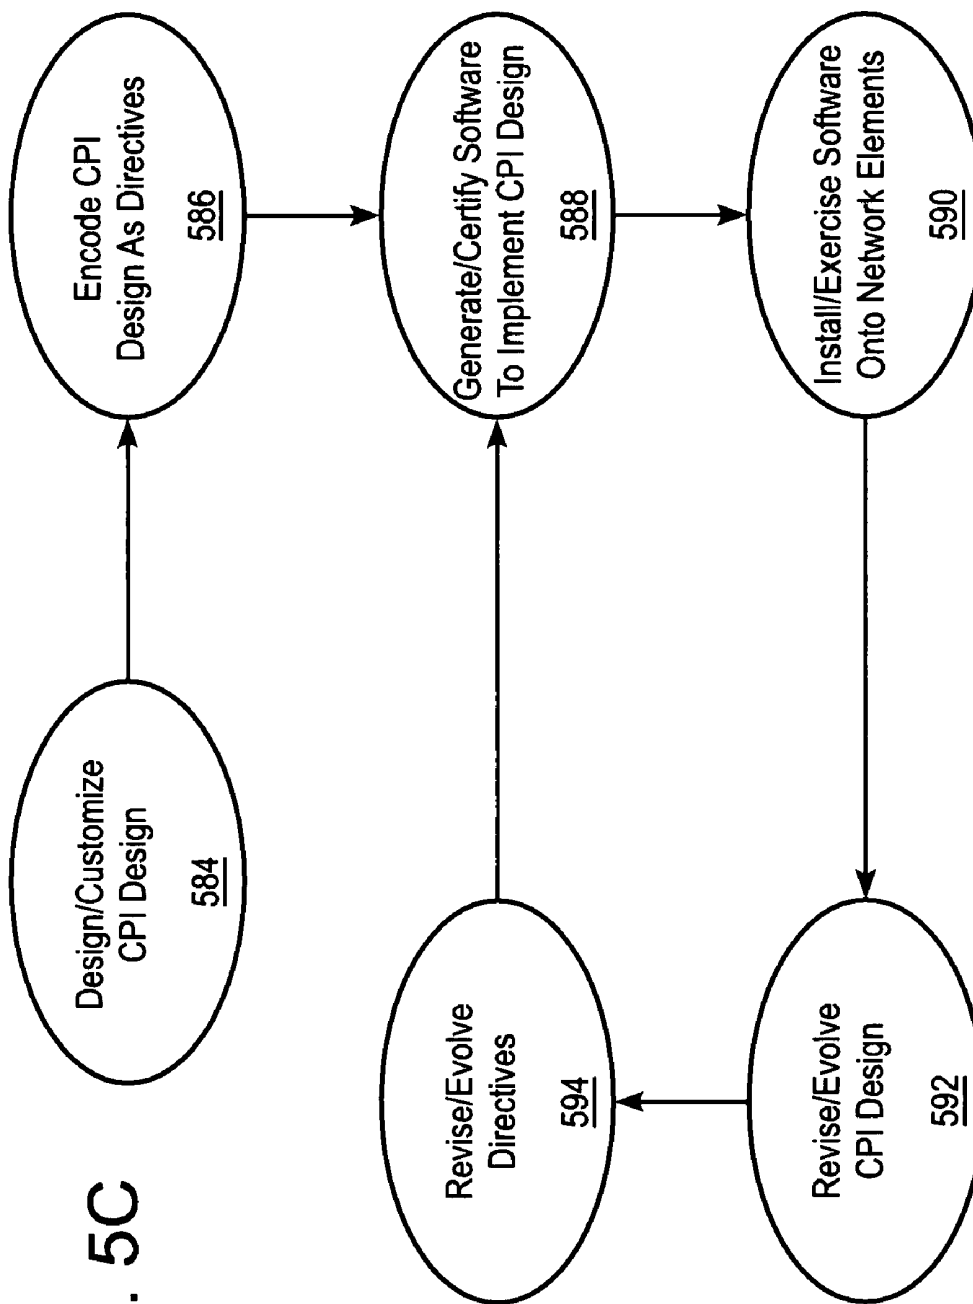 . 5C
Design/Customize
CPI Design
584
Encode CPI
Design As Directives
586
Revise/Evolve
Directives
594
Generate/Certify Software
To Implement CPI Design
588
Revise/Evolve
CPI Design
592
Install/Exercise Software
Onto Network Elements
590